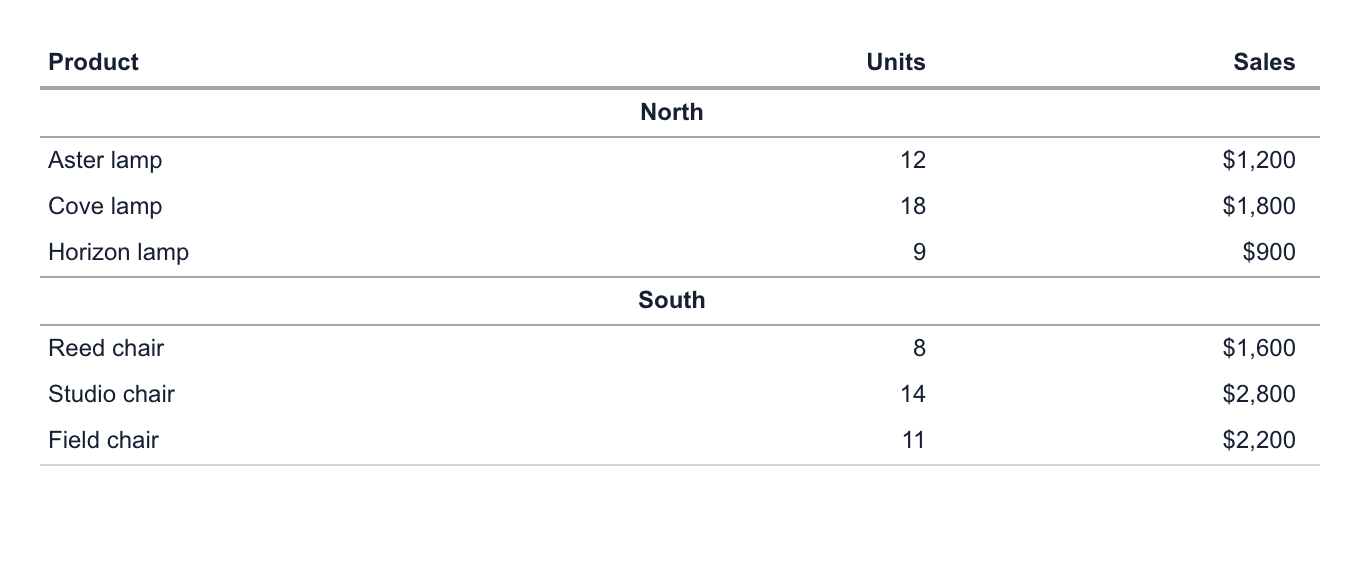 Product Units Sales
North
Aster lamp 12 $1,200
Cove lamp 18 $1,800
Horizon lamp 9 $900
South
Reed chair 8 $1,600
Studio chair 14 $2,800
Field chair 11 $2,200